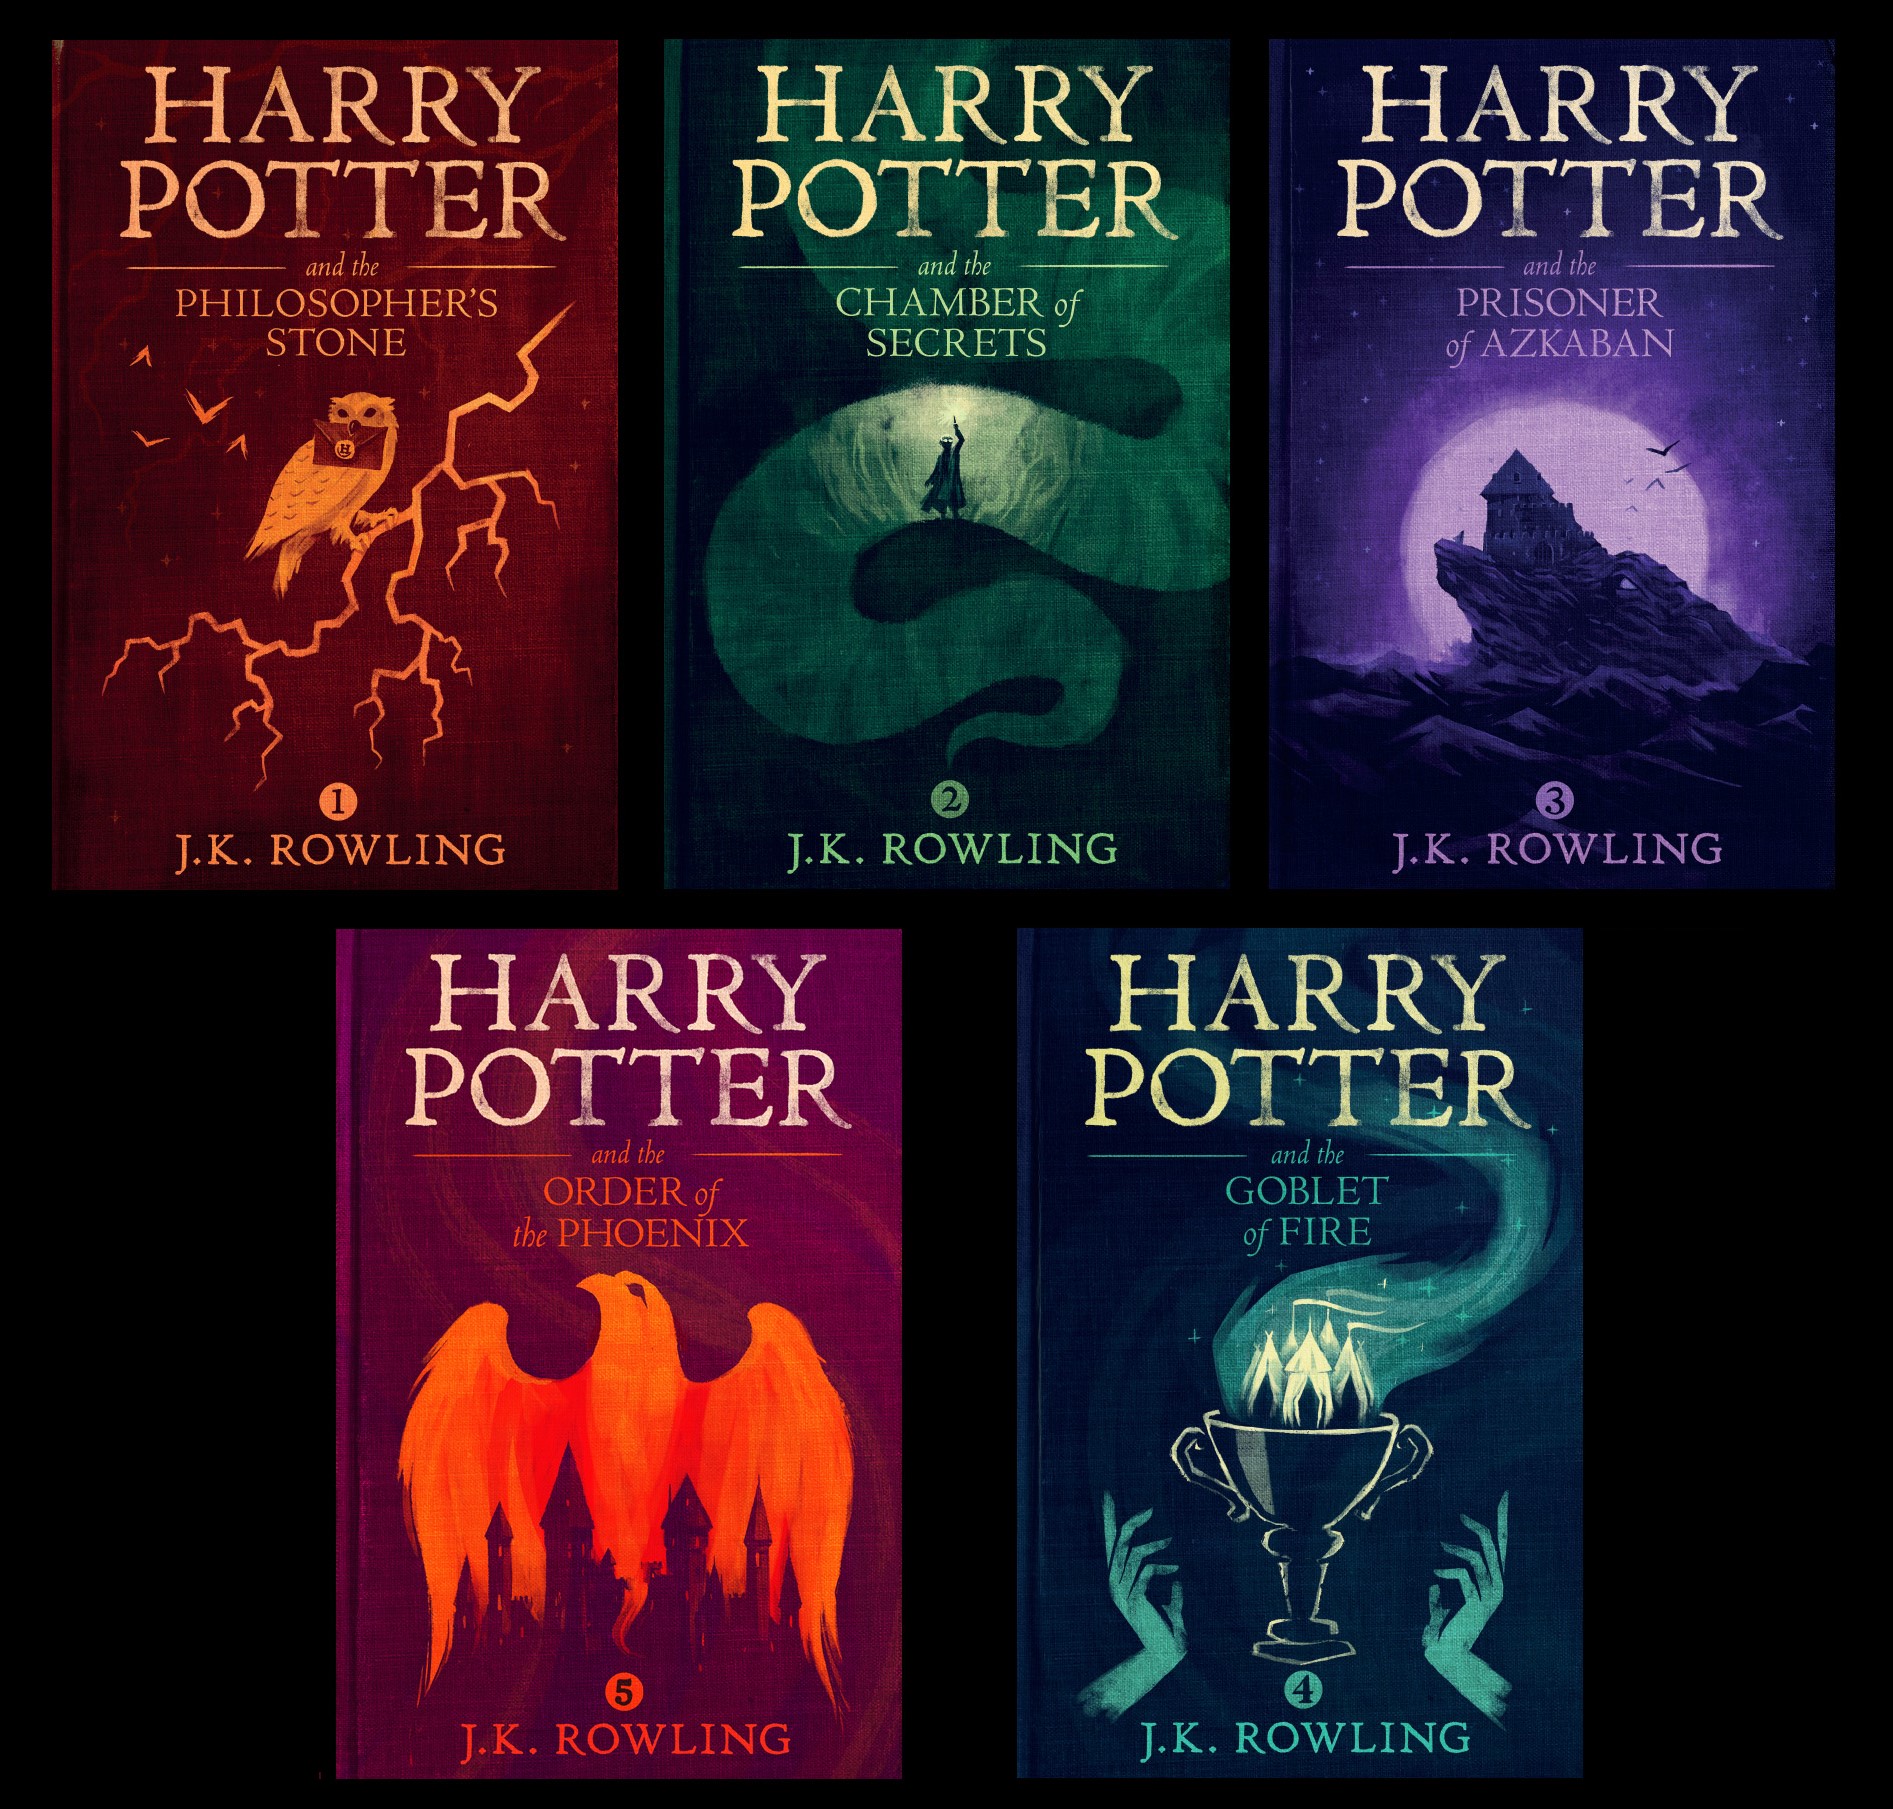 HARRY
POTTER
and the
PHILOSOPHER'S
STONE
H
1
J.K. ROWLING
HARRY
POTTER
and the
CHAMBER of
SECRETS
2
J.K. ROWLING
HARRY
POTTER
and the
PRISONER
of AZKABAN
3
J.K. ROWLING
HARRY
POTTER
and the
ORDER of
the PHOENIX
5
J.K. ROWLING
HARRY
POTTER
and the
GOBLET
of FIRE
4
J.K. ROWLING